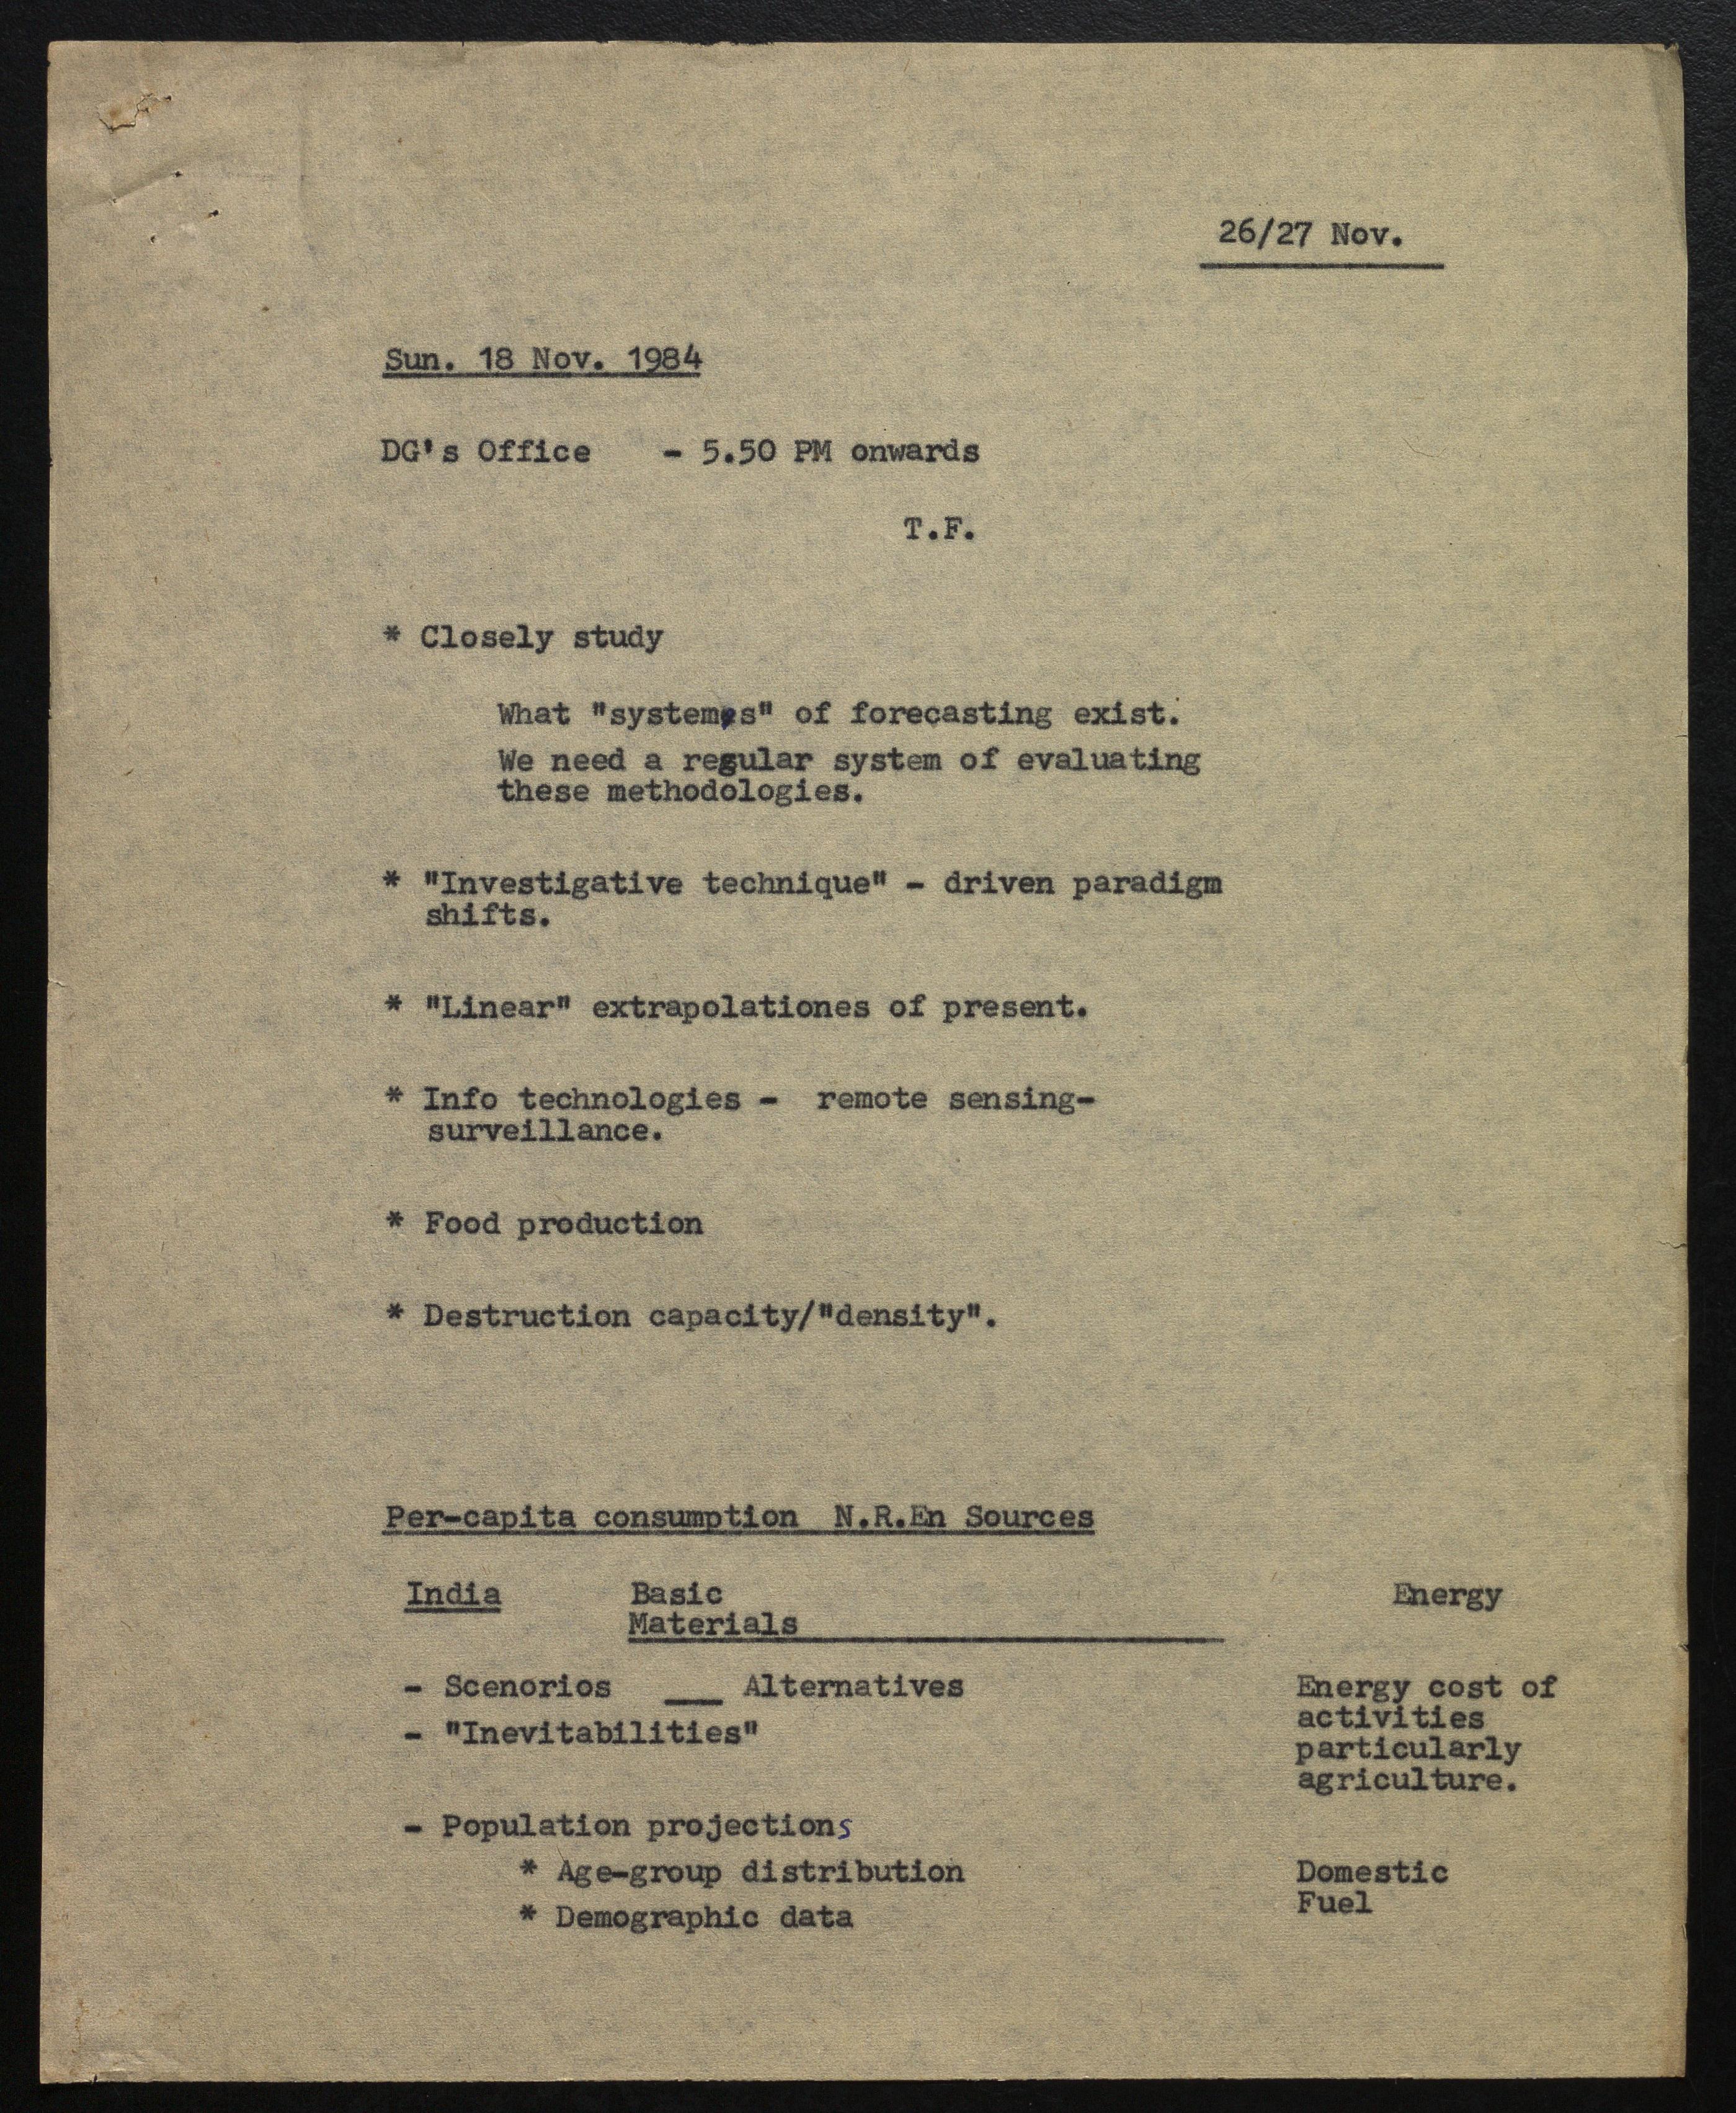 26/27 Nov.
Sun. 18 Nov. 1984
DG's Office - 5.50 PM onwards
T.F.
* Closely study
What "systemes" of forecasting exist.
We need a regular system of evaluating
these methodologies.
* "Investigative technique" - driven paradigm
shifts.
* "Linear" extrapolationes of present.
* Info technologies - remote sensing-
surveillance.
* Food production
* Destruction capacity/"density".
Per-capita consumption N.R.En Sources
India Basic Energy
Materials
- Scenorios ___ Alternatives Energy cost of
activities
- "Inevitabilities"
particularly
agriculture.
- Population projections
* Age-group distribution Domestic
Fuel
* Demographic data